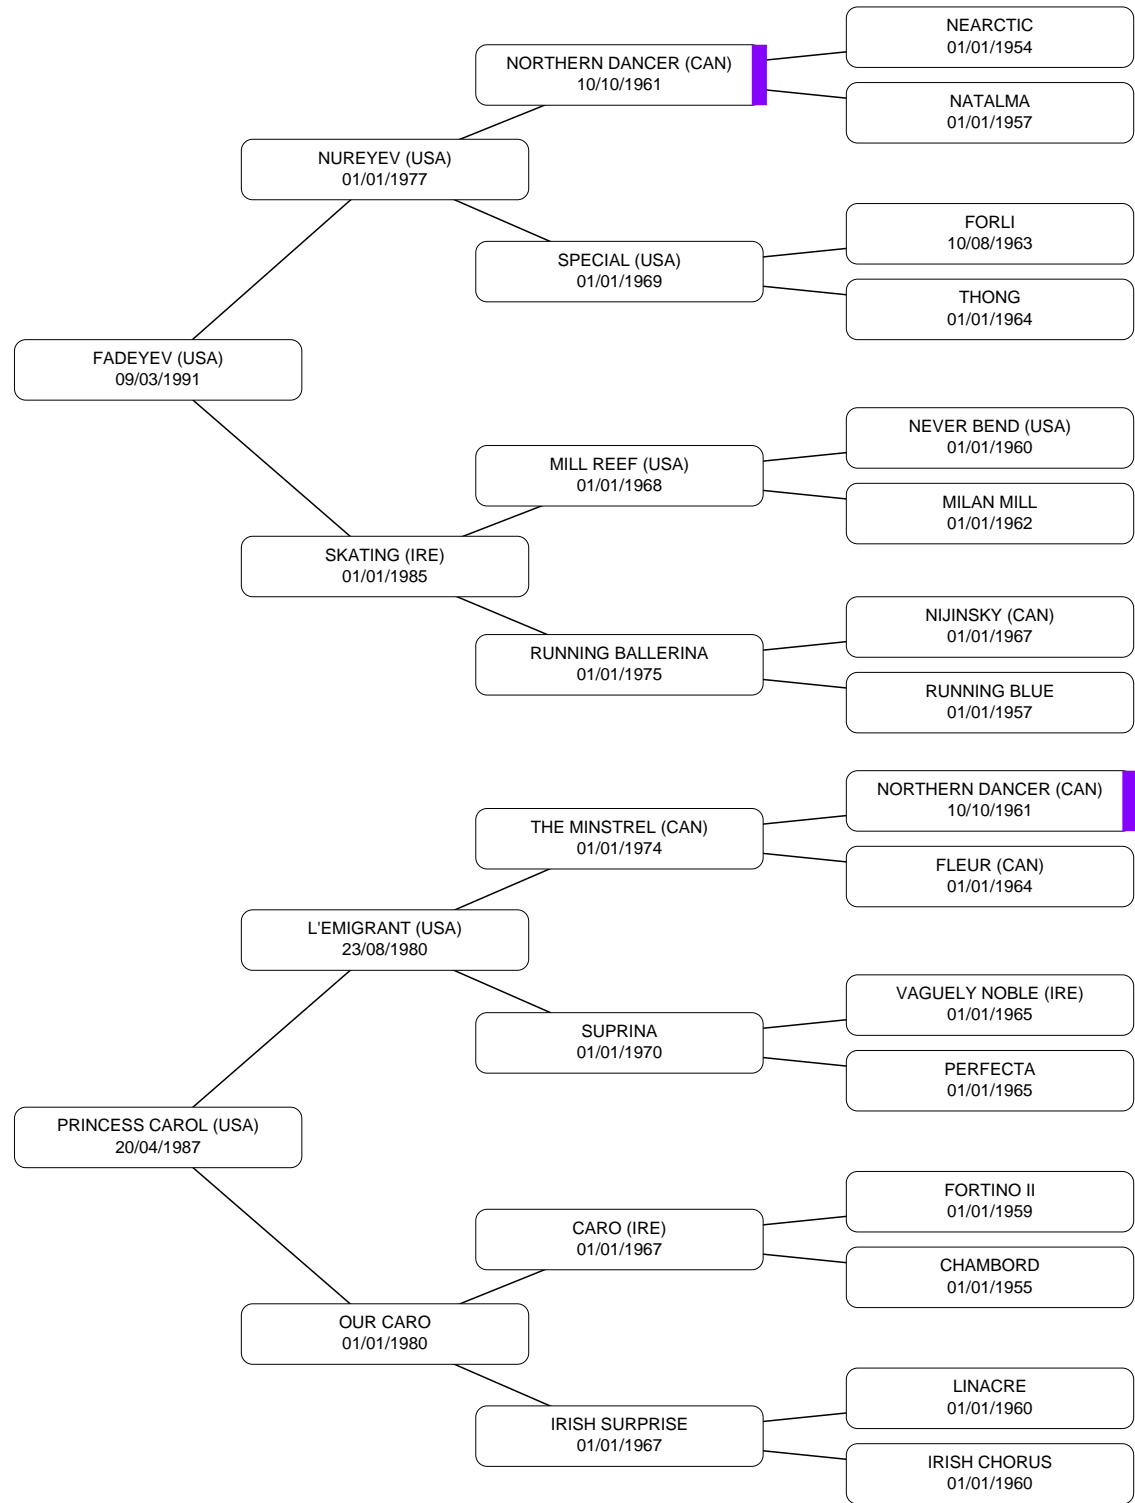 NEARCTIC
01/01/1954
NORTHERN DANCER (CAN)
10/10/1961
NATALMA
01/01/1957
NUREYEV (USA)
01/01/1977
FORLI
10/08/1963
SPECIAL (USA)
01/01/1969
THONG
01/01/1964
FADEYEV (USA)
09/03/1991
NEVER BEND (USA)
01/01/1960
MILL REEF (USA)
01/01/1968
MILAN MILL
01/01/1962
SKATING (IRE)
01/01/1985
NIJINSKY (CAN)
01/01/1967
RUNNING BALLERINA
01/01/1975
RUNNING BLUE
01/01/1957
NORTHERN DANCER (CAN)
10/10/1961
THE MINSTREL (CAN)
01/01/1974
FLEUR (CAN)
01/01/1964
L'EMIGRANT (USA)
23/08/1980
VAGUELY NOBLE (IRE)
01/01/1965
SUPRINA
01/01/1970
PERFECTA
01/01/1965
PRINCESS CAROL (USA)
20/04/1987
FORTINO II
01/01/1959
CARO (IRE)
01/01/1967
CHAMBORD
01/01/1955
OUR CARO
01/01/1980
LINACRE
01/01/1960
IRISH SURPRISE
01/01/1967
IRISH CHORUS
01/01/1960